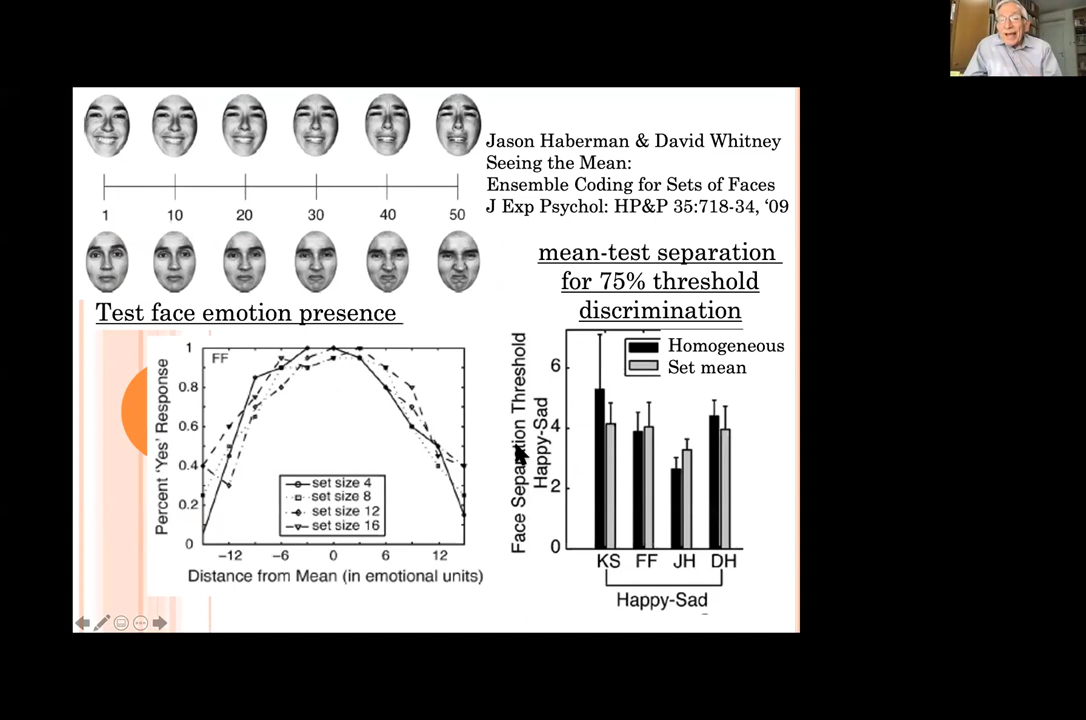 Jason Haberman & David Whitney
Seeing the Mean:
Ensemble Coding for Sets of Faces
J Exp Psychol: HP&P 35:718-34, ‘09
1 10 20 30 40 50
mean-test separation
for 75% threshold
discrimination
Test face emotion presence
FF
Percent 'Yes' Response
1
0.8
0.6
0.4
0.2
0
set size 4
set size 8
set size 12
set size 16
-12 -6 0 6 12
Distance from Mean (in emotional units)
Face Separation Threshold
Happy-Sad
Homogeneous
Set mean
6
4
2
0
KS FF JH DH
Happy-Sad